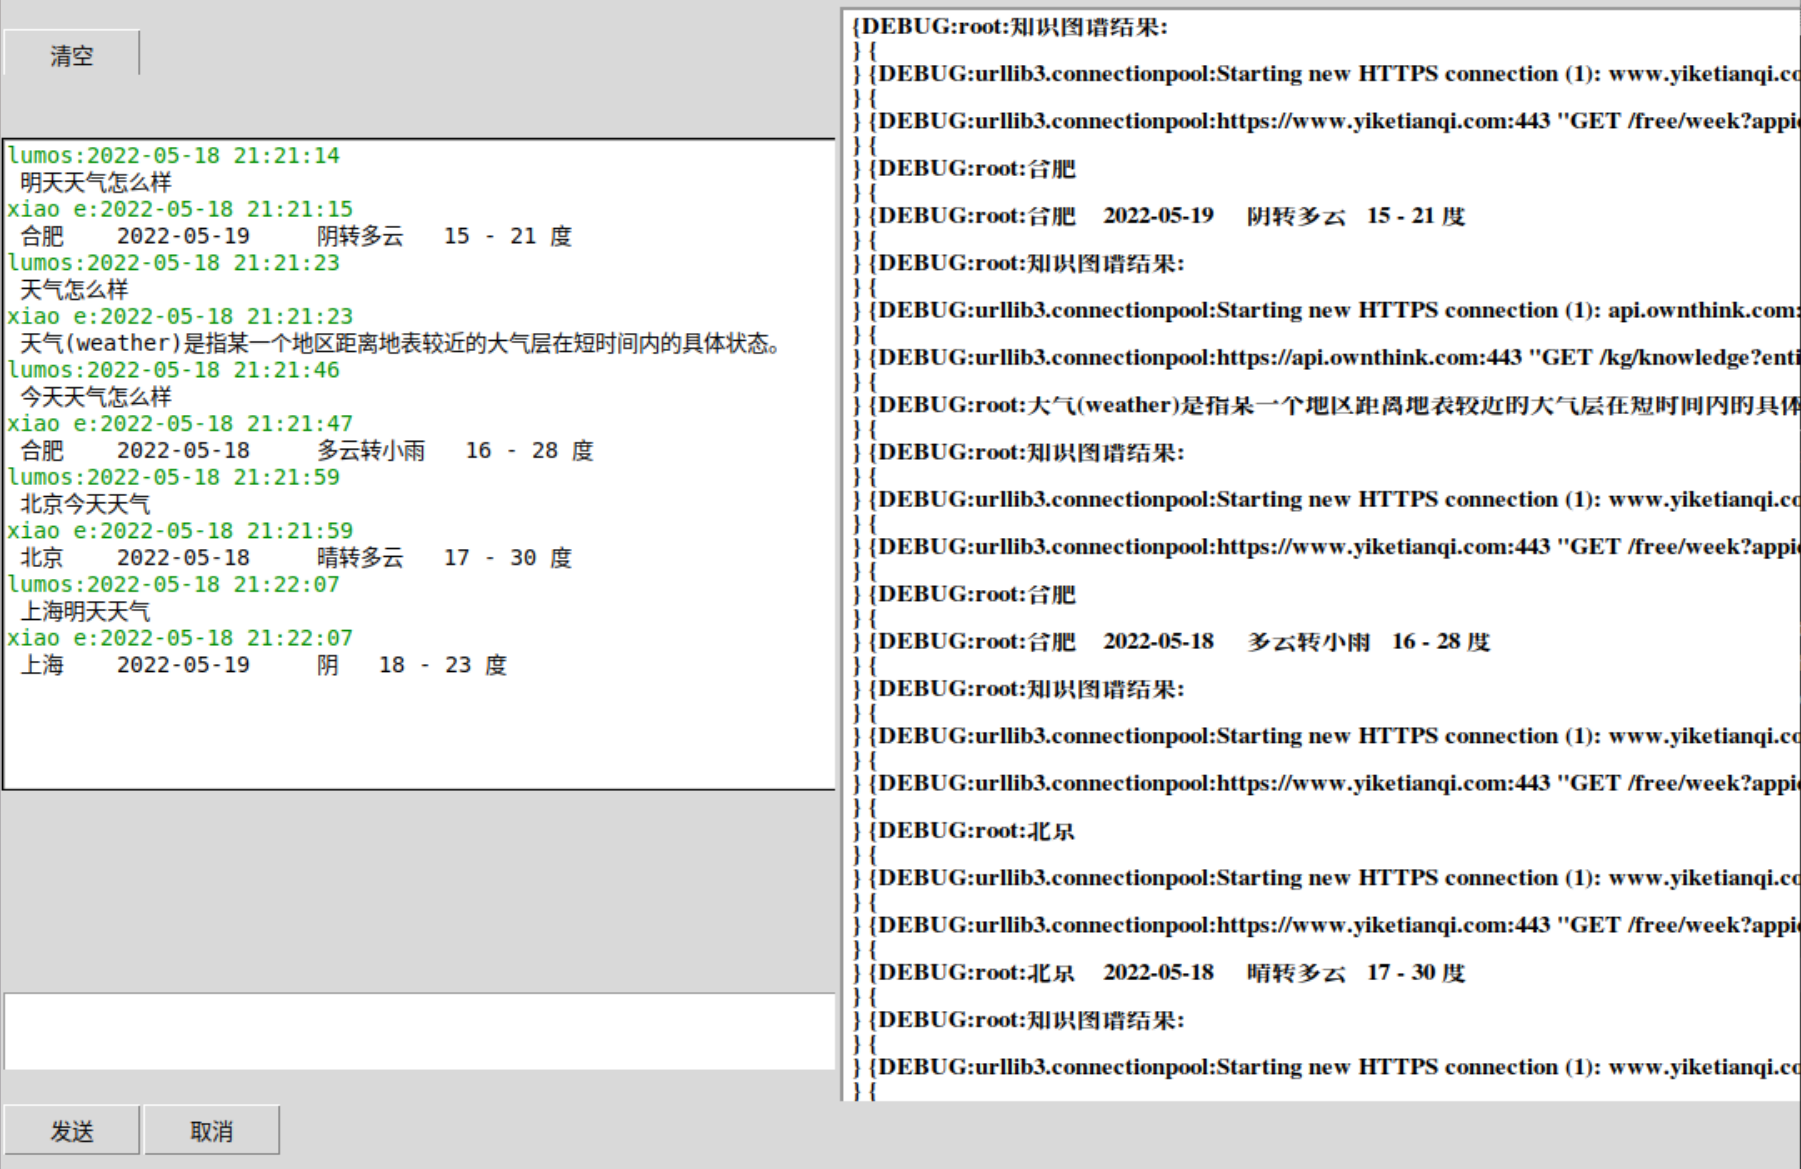 清空
lumos:2022-05-18 21:21:14
明天天气怎么样
xiao e:2022-05-18 21:21:15
合肥    2022-05-19     阴转多云   15 - 21 度
lumos:2022-05-18 21:21:23
天气怎么样
xiao e:2022-05-18 21:21:23
天气(weather)是指某一个地区距离地表较近的大气层在短时间内的具体状态。
lumos:2022-05-18 21:21:46
今天天气怎么样
xiao e:2022-05-18 21:21:47
合肥    2022-05-18     多云转小雨   16 - 28 度
lumos:2022-05-18 21:21:59
北京今天天气
xiao e:2022-05-18 21:21:59
北京    2022-05-18     晴转多云   17 - 30 度
lumos:2022-05-18 21:22:07
上海明天天气
xiao e:2022-05-18 21:22:07
上海    2022-05-19     阴   18 - 23 度
发送
取消
{DEBUG:root:知识图谱结果:
} {
} {DEBUG:urllib3.connectionpool:Starting new HTTPS connection (1): www.yiketianqi.co
} {
} {DEBUG:urllib3.connectionpool:https://www.yiketianqi.com:443 "GET /free/week?appi
} {
} {DEBUG:root:合肥
} {
} {DEBUG:root:合肥    2022-05-19     阴转多云   15 - 21 度
} {
} {DEBUG:root:知识图谱结果:
} {
} {DEBUG:urllib3.connectionpool:Starting new HTTPS connection (1): api.ownthink.com:
} {
} {DEBUG:urllib3.connectionpool:https://api.ownthink.com:443 "GET /kg/knowledge?enti
} {
} {DEBUG:root:天气(weather)是指某一个地区距离地表较近的大气层在短时间内的具体
} {
} {DEBUG:root:知识图谱结果:
} {
} {DEBUG:urllib3.connectionpool:Starting new HTTPS connection (1): www.yiketianqi.co
} {
} {DEBUG:urllib3.connectionpool:https://www.yiketianqi.com:443 "GET /free/week?appi
} {
} {DEBUG:root:合肥
} {
} {DEBUG:root:合肥    2022-05-18     多云转小雨   16 - 28 度
} {
} {DEBUG:root:知识图谱结果:
} {
} {DEBUG:urllib3.connectionpool:Starting new HTTPS connection (1): www.yiketianqi.co
} {
} {DEBUG:urllib3.connectionpool:https://www.yiketianqi.com:443 "GET /free/week?appi
} {
} {DEBUG:root:北京
} {
} {DEBUG:urllib3.connectionpool:Starting new HTTPS connection (1): www.yiketianqi.co
} {
} {DEBUG:urllib3.connectionpool:https://www.yiketianqi.com:443 "GET /free/week?appi
} {
} {DEBUG:root:北京    2022-05-18     晴转多云   17 - 30 度
} {
} {DEBUG:root:知识图谱结果:
} {
} {DEBUG:urllib3.connectionpool:Starting new HTTPS connection (1): www.yiketianqi.co
} {